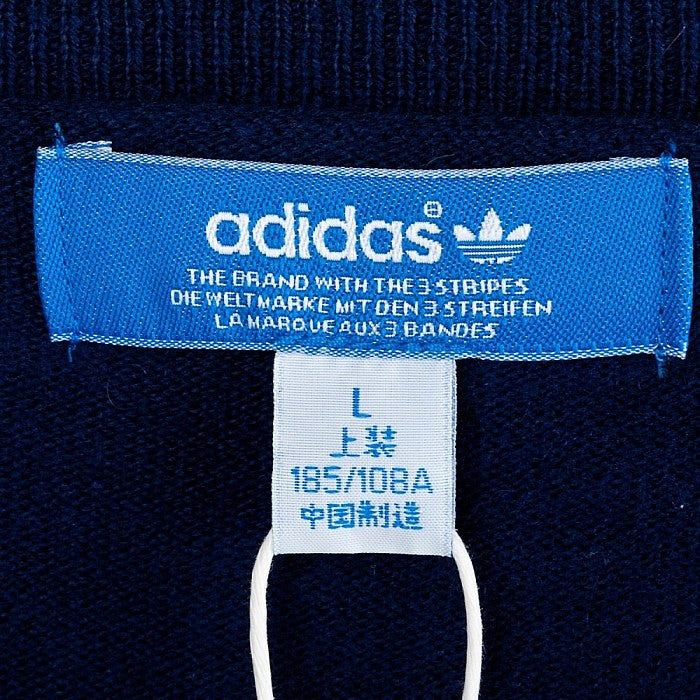 adidas®
THE BRAND WITH THE 3 STRIPES
DIE WELTMARKE MIT DEN 3 STREIFEN
LA MARQUE AUX 3 BANDES
L
上装
185/108A
中国制造